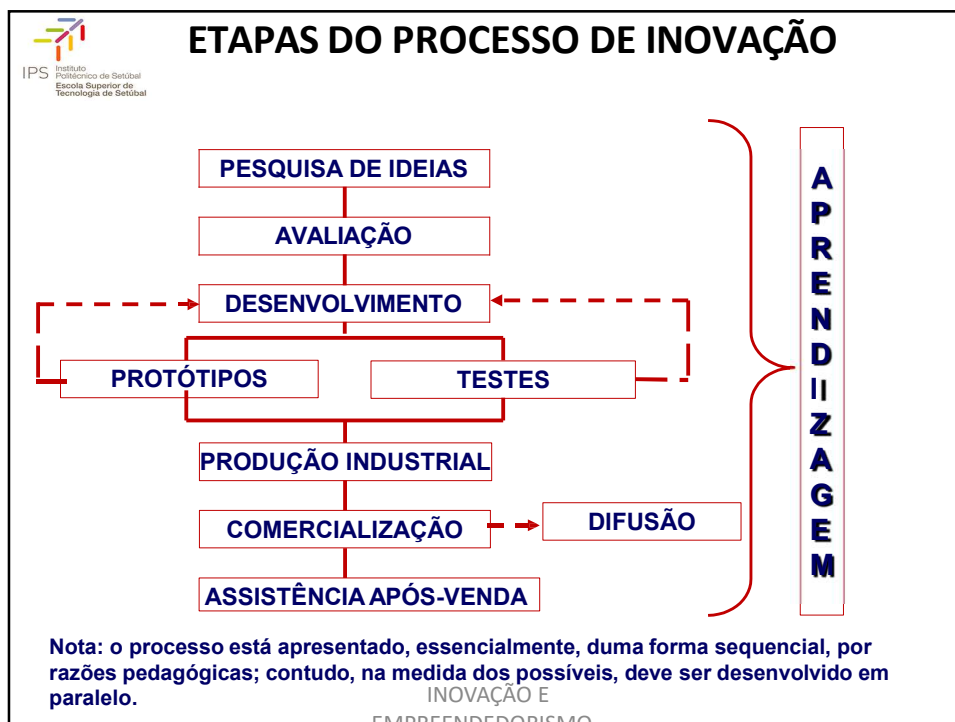 ETAPAS DO PROCESSO DE INOVAÇÃO
IPS
Instituto
Politécnico de Setúbal
Escola Superior de
Tecnologia de Setúbal
PESQUISA DE IDEIAS
AVALIAÇÃO
DESENVOLVIMENTO
PROTÓTIPOS
TESTES
PRODUÇÃO INDUSTRIAL
COMERCIALIZAÇÃO
DIFUSÃO
ASSISTÊNCIA APÓS-VENDA
APRENDIZAGEM
Nota: o processo está apresentado, essencialmente, duma forma sequencial, por
razões pedagógicas; contudo, na medida dos possíveis, deve ser desenvolvido em
paralelo.
INOVAÇÃO E
EMPREENDEDORISMO